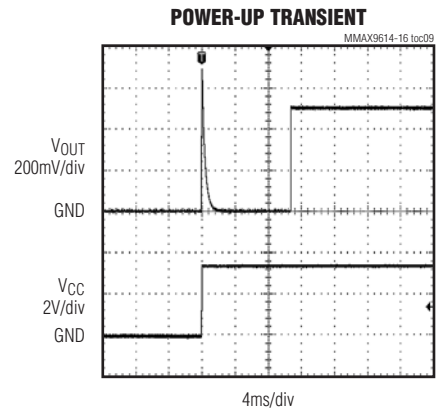 POWER-UP TRANSIENT
MMAX9614-16 toc09
VOUT
200mV/div
GND
VCC
2V/div
GND
4ms/div